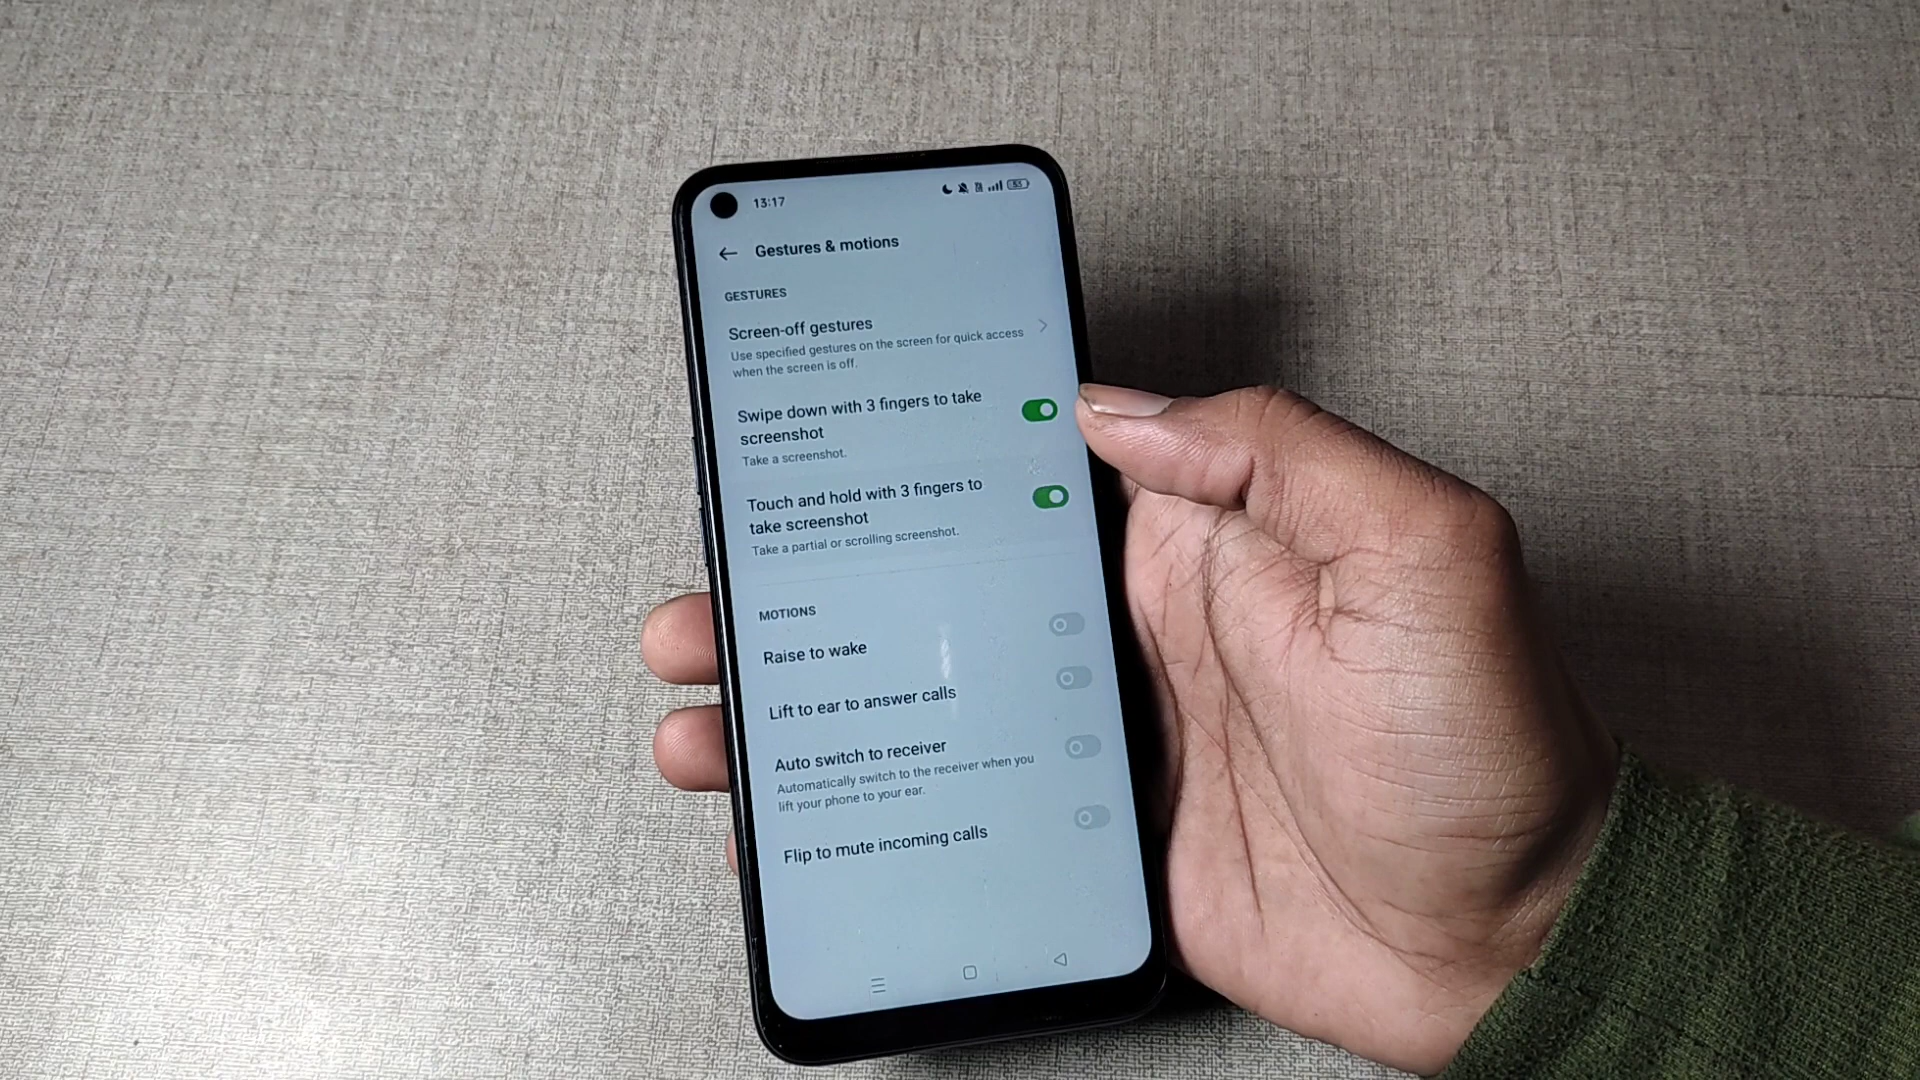 13:17
53
Gestures & motions
GESTURES
Screen-off gestures
Use specified gestures on the screen for quick access
when the screen is off.
Swipe down with 3 fingers to take
screenshot
Take a screenshot.
Touch and hold with 3 fingers to
take screenshot
Take a partial or scrolling screenshot.
MOTIONS
Raise to wake
Lift to ear to answer calls
Auto switch to receiver
Automatically switch to the receiver when you
lift your phone to your ear.
Flip to mute incoming calls